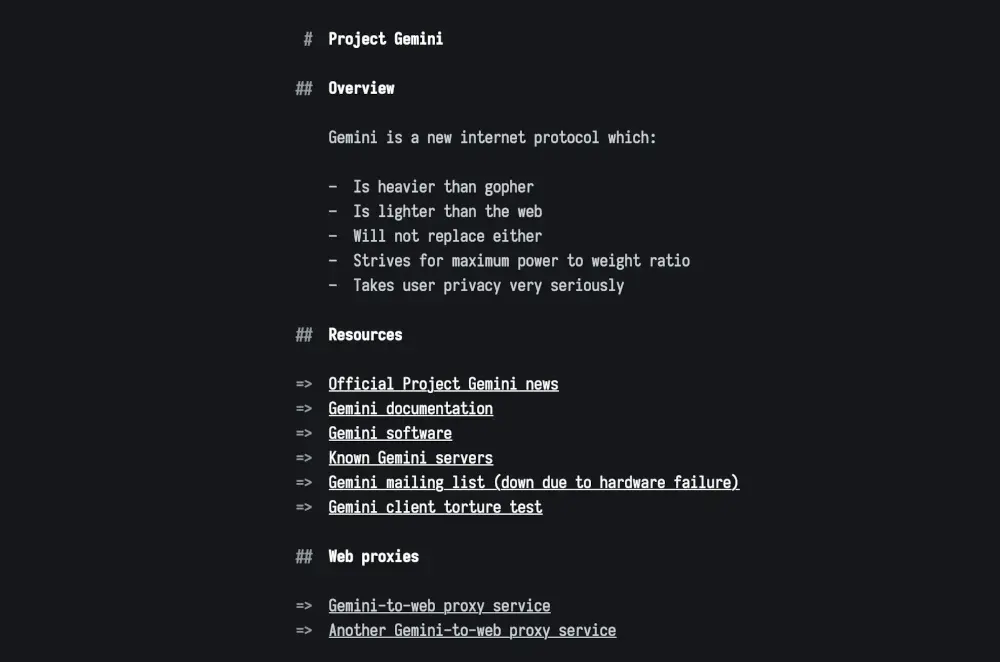 # Project Gemini
## Overview
Gemini is a new internet protocol which:
– Is heavier than gopher
– Is lighter than the web
– Will not replace either
– Strives for maximum power to weight ratio
– Takes user privacy very seriously
## Resources
=> Official Project Gemini news
=> Gemini documentation
=> Gemini software
=> Known Gemini servers
=> Gemini mailing list (down due to hardware failure)
=> Gemini client torture test
## Web proxies
=> Gemini-to-web proxy service
=> Another Gemini-to-web proxy service